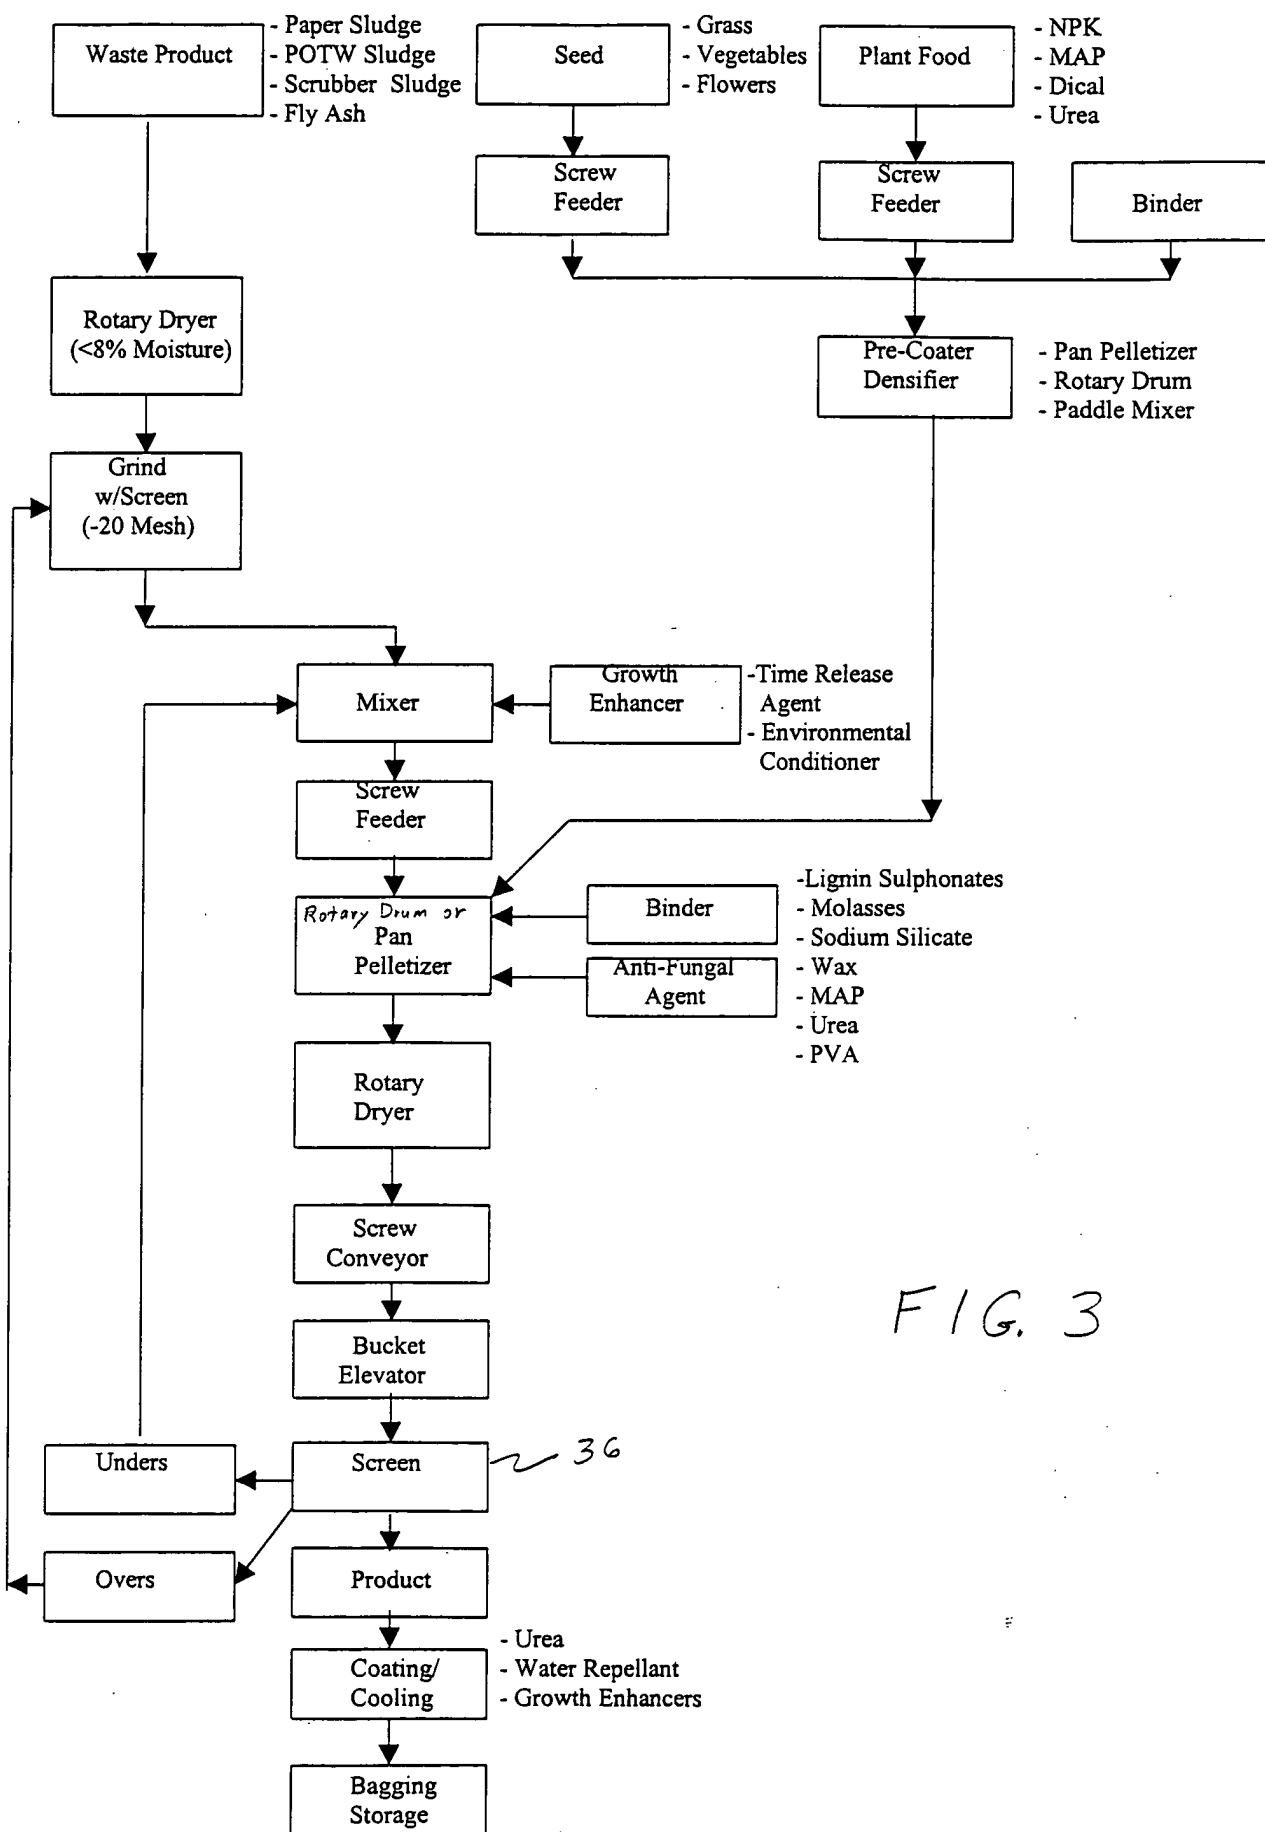 Waste Product
- Paper Sludge
- POTW Sludge
- Scrubber Sludge
- Fly Ash
Seed
- Grass
- Vegetables
- Flowers
Plant Food
- NPK
- MAP
- Dical
- Urea
Screw
Feeder
Screw
Feeder
Binder
Rotary Dryer
(<8% Moisture)
Pre-Coater
Densifier
- Pan Pelletizer
- Rotary Drum
- Paddle Mixer
Grind
w/Screen
(-20 Mesh)
Mixer
Growth
Enhancer
-Time Release
Agent
- Environmental
Conditioner
Screw
Feeder
Rotary Drum or
Pan
Pelletizer
Binder
-Lignin Sulphonates
- Molasses
- Sodium Silicate
- Wax
- MAP
- Urea
- PVA
Anti-Fungal
Agent
Rotary
Dryer
Screw
Conveyor
FIG. 3
Bucket
Elevator
Unders
Screen
36
Overs
Product
Coating/
Cooling
- Urea
- Water Repellant
- Growth Enhancers
Bagging
Storage